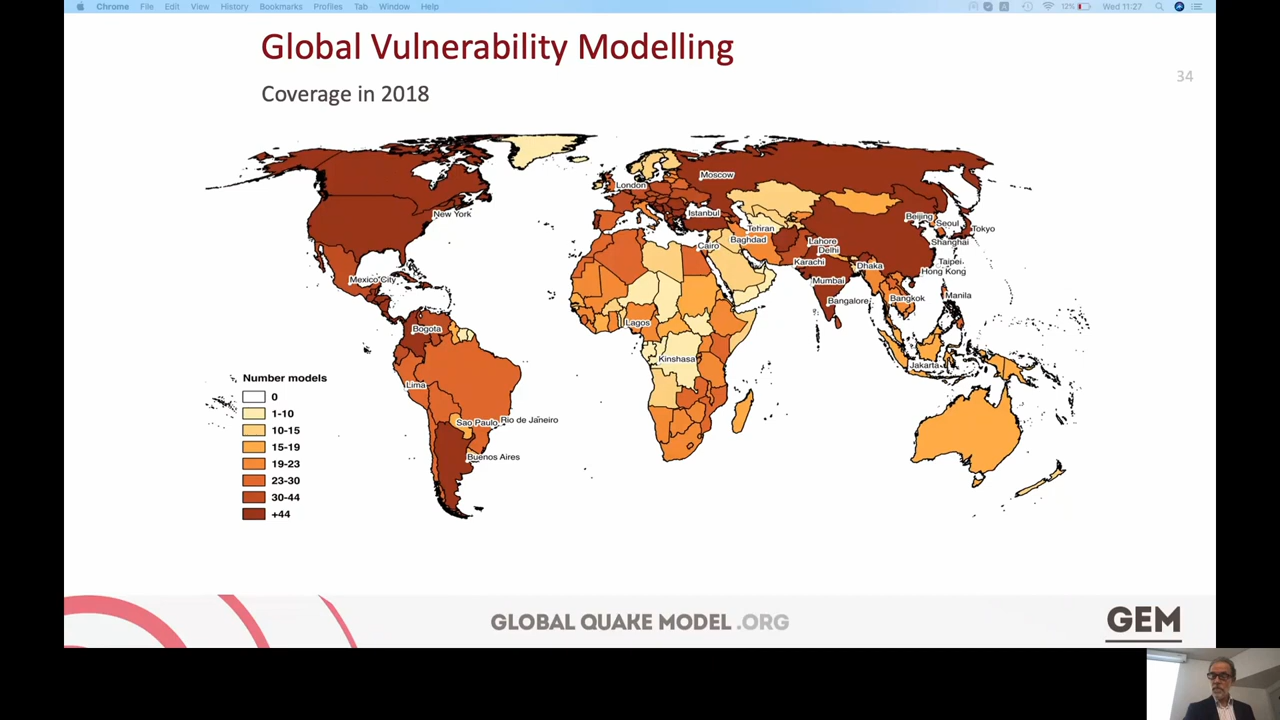 Chrome File Edit View History Bookmarks Profiles Tab Window Help
12% Wed 11:27
Global Vulnerability Modelling
34
Coverage in 2018
Moscow
London
New York
Istanbul
Beijing
Seoul
Tokyo
Tehran
Baghdad
Cairo
Lahore
Delhi
Shanghai
Karachi
Dhaka
Taipei
Hong Kong
Mexico City
Mumbai
Bangalore
Bangkok
Manila
Bogota
Lagos
Kinshasa
Jakarta
Lima
Sao Paulo
Rio de Janeiro
Buenos Aires
Number models
0
1-10
10-15
15-19
19-23
23-30
30-44
+44
GLOBAL QUAKE MODEL .ORG
GEM